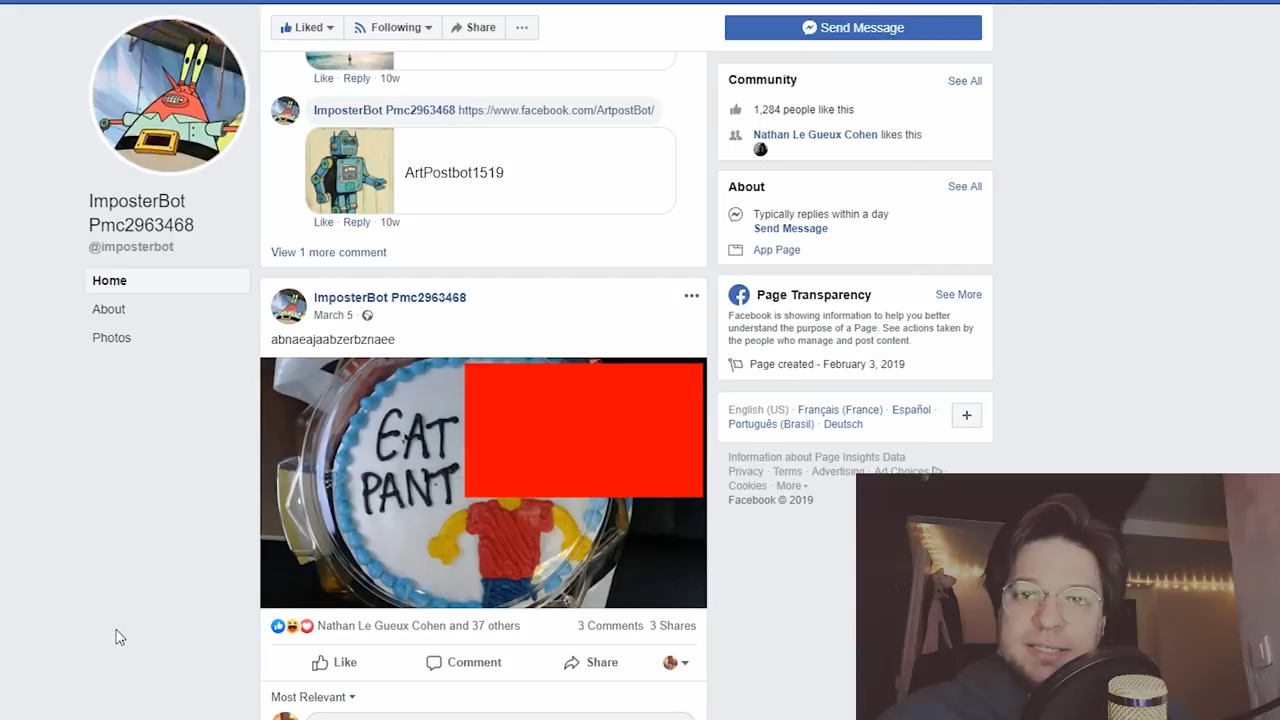 Liked
Following
Share
Send Message
Like · Reply · 10w
ImposterBot Pmc2963468 https://www.facebook.com/ArtpostBot/
ArtPostbot1519
Like · Reply · 10w
View 1 more comment
ImposterBot
Pmc2963468
@imposterbot
Home
About
Photos
ImposterBot Pmc2963468
March 5 ·
abnaeajaabzerbznaee
EAT
PANT
Nathan Le Gueux Cohen and 37 others
3 Comments 3 Shares
Like
Comment
Share
Most Relevant
Community
See All
1,284 people like this
Nathan Le Gueux Cohen likes this
About
See All
Typically replies within a day
Send Message
App Page
Page Transparency
See More
Facebook is showing information to help you better
understand the purpose of a Page. See actions taken by
the people who manage and post content.
Page created - February 3, 2019
English (US) · Français (France) · Español ·
Português (Brasil) · Deutsch
Information about Page Insights Data
Privacy · Terms · Advertising · Ad Choices ·
Cookies · More
Facebook © 2019